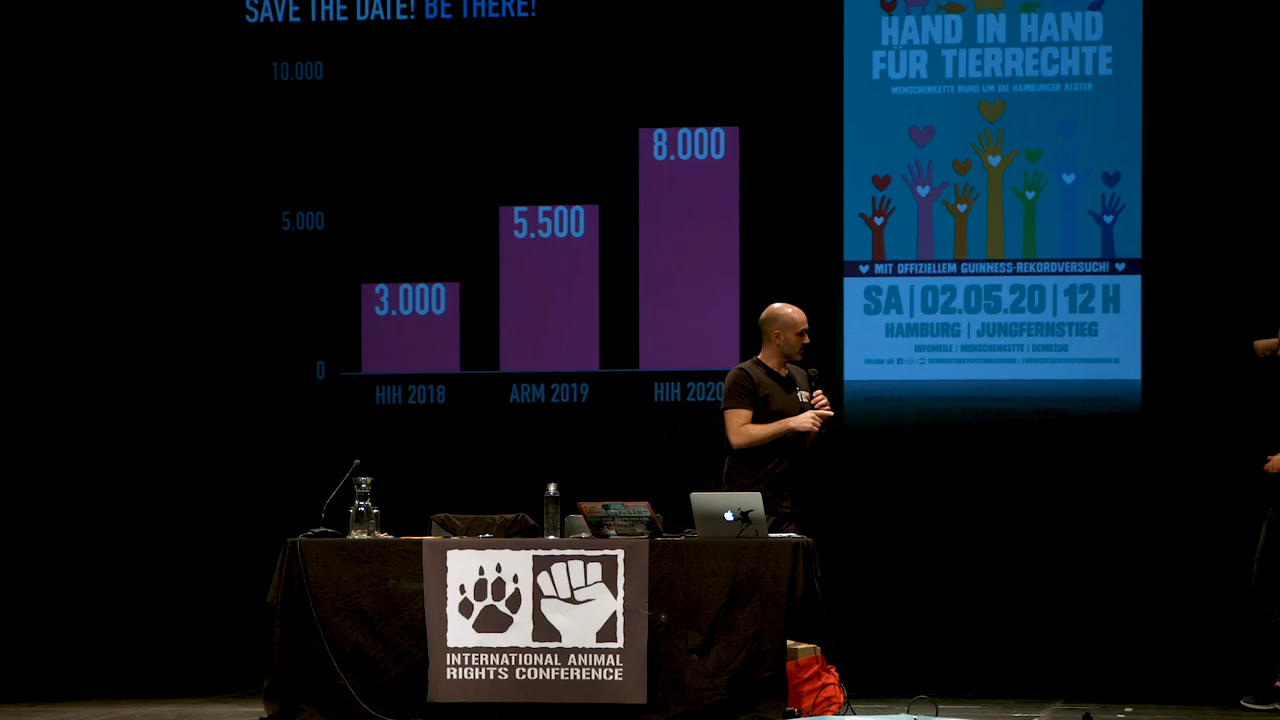 SAVE THE DATE! BE THERE!
10.000
5.000
0
3.000
5.500
8.000
HIH 2018
ARM 2019
HIH 2020
HAND IN HAND
FÜR TIERRECHTE
MENSCHENKETTE RUND UM DIE HAMBURGER ALSTER
MIT OFFIZIELLEM GUINNESS-REKORDVERSUCH!
SA | 02.05.20 | 12 H
HAMBURG | JUNGFERNSTIEG
INFOMEILE | MENSCHENKETTE | DEMOZUG
FOLLOW US
INTERNATIONAL ANIMAL
RIGHTS CONFERENCE